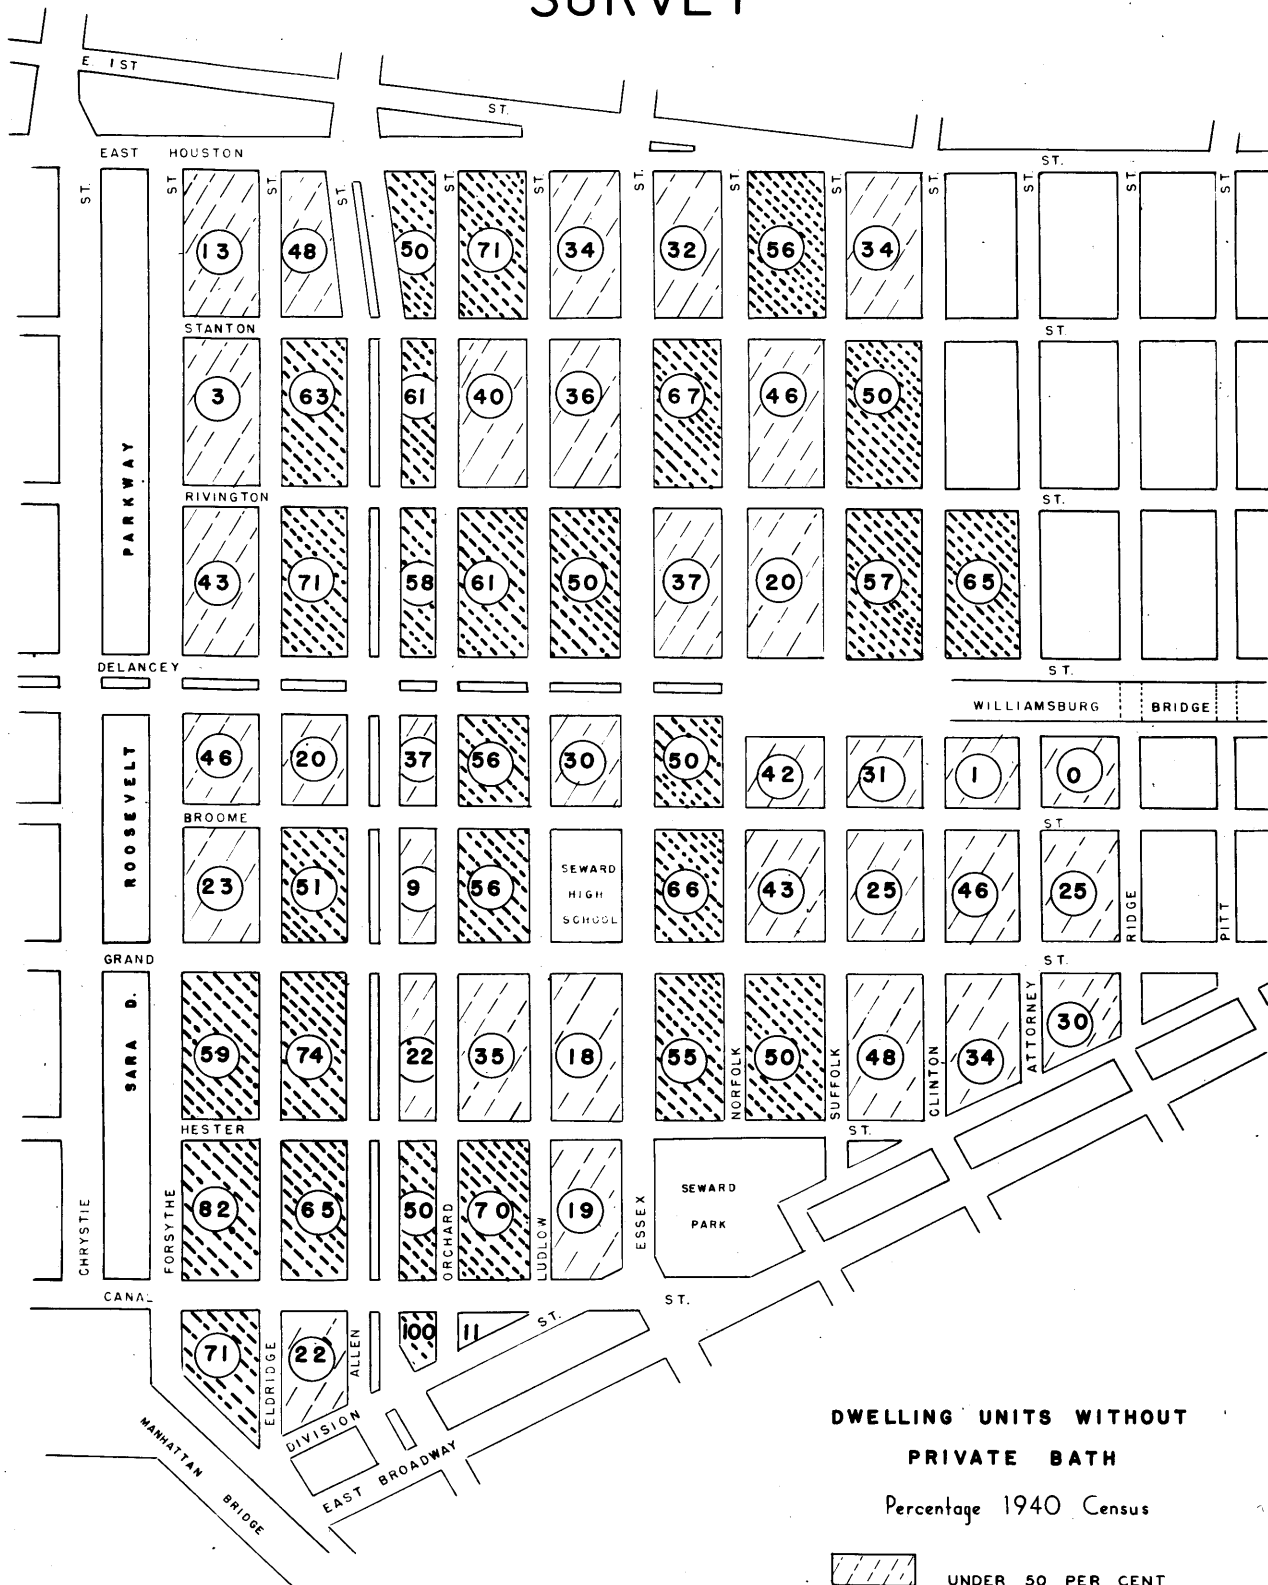 SURVEY
E. 1ST
ST.
EAST HOUSTON
ST.
ST.
ST.
ST.
ST.
ST.
ST.
ST.
ST.
ST.
ST.
ST.
ST.
ST
13 48 50 71 34 32 56 34
STANTON
ST.
3 63 61 40 36 67 46 50
PARKWAY
RIVINGTON
ST.
43 71 58 61 50 37 20 57 65
DELANCEY
ST.
WILLIAMSBURG BRIDGE
46 20 37 56 30 50 42 31 1 0
ROOSEVELT
BROOME
ST
23 51 9 56
SEWARD
HIGH
SCHOOL
66 43 25 46 25
RIDGE
PITT
GRAND
ST.
SARA D.
59 74 22 35 18 55 50 48 34 30
NORFOLK
SUFFOLK
CLINTON
ATTORNEY
HESTER
ST.
82 65 50 70 19
SEWARD
PARK
CHRYSTIE
FORSYTHE
ORCHARD
LUDLOW
ESSEX
CANAL
ST.
ST.
71 22 100 11
ELDRIDGE
ALLEN
DIVISION
EAST BROADWAY
MANHATTAN
BRIDGE
DWELLING UNITS WITHOUT
PRIVATE BATH
Percentage 1940 Census
UNDER 50 PER CENT